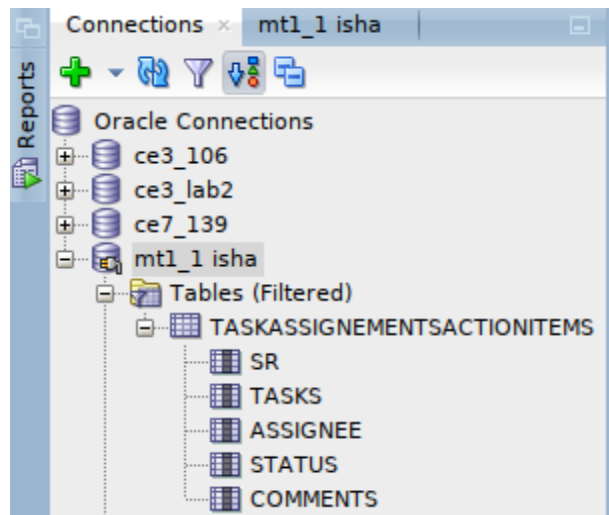 Connections mt1_1 isha
Reports
Oracle Connections
ce3_106
ce3_lab2
ce7_139
mt1_1 isha
Tables (Filtered)
TASKASSIGNEMENTSACTIONITEMS
SR
TASKS
ASSIGNEE
STATUS
COMMENTS